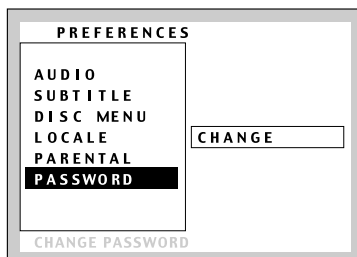 PREFERENCES
AUDIO
SUBTITLE
DISC MENU
LOCALE
CHANGE
PARENTAL
PASSWORD
CHANGE PASSWORD